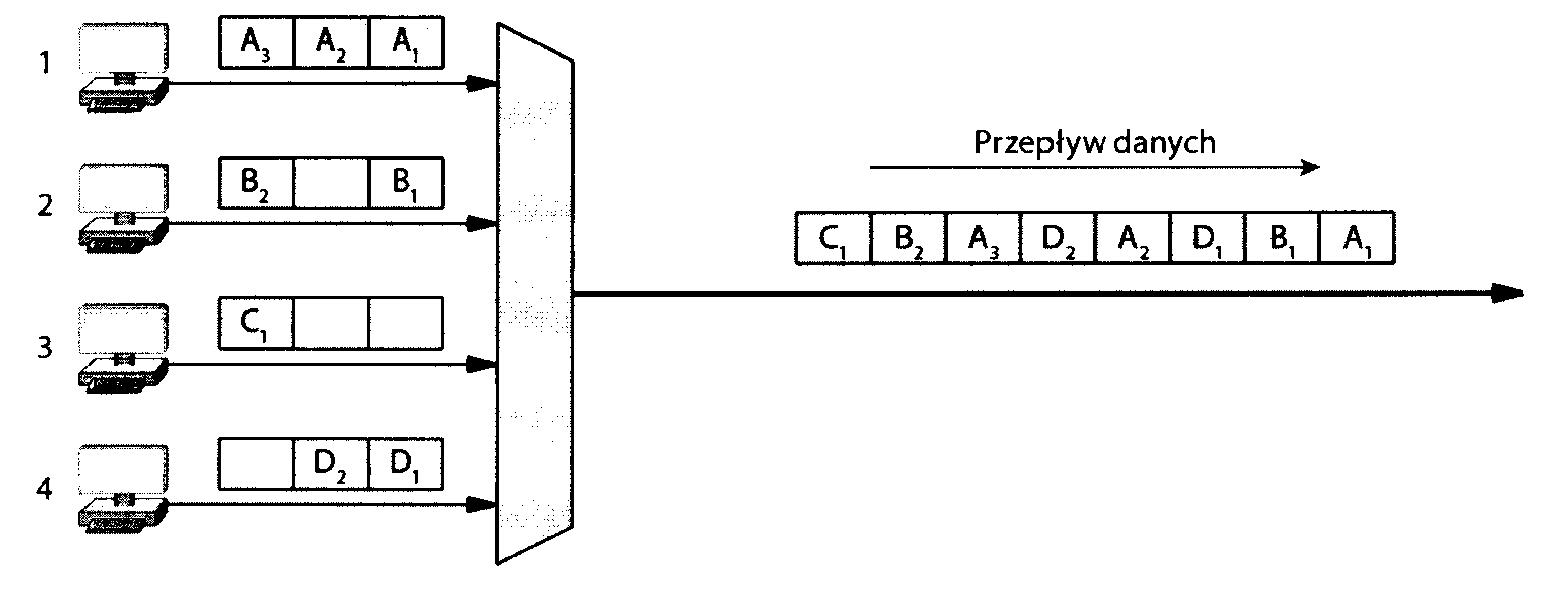 1 A₃ A₂ A₁
Przepływ danych
2 B₂ B₁
C₁ B₂ A₃ D₂ A₂ D₁ B₁ A₁
3 C₁
4 D₂ D₁